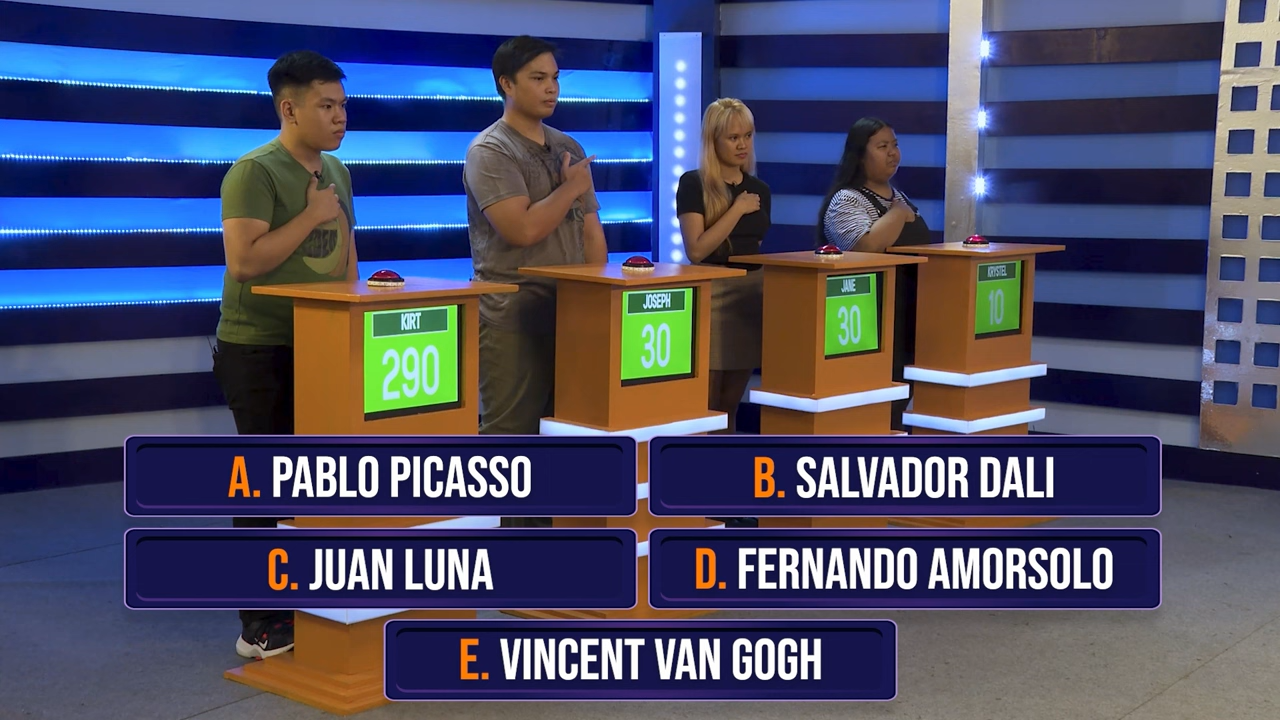 KIRT
290
JOSEPH
30
JANE
30
KRYSTEL
10
A. PABLO PICASSO
B. SALVADOR DALI
C. JUAN LUNA
D. FERNANDO AMORSOLO
E. VINCENT VAN GOGH